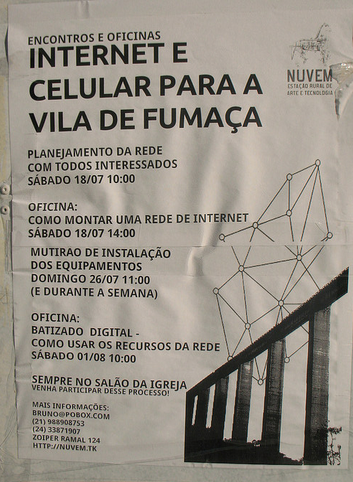 ENCONTROS E OFICINAS
INTERNET E
CELULAR PARA A
VILA DE FUMAÇA
NUVEM
ESTAÇÃO RURAL DE
ARTE E TECNOLOGIA
PLANEJAMENTO DA REDE
COM TODOS INTERESSADOS
SÁBADO 18/07 10:00
OFICINA:
COMO MONTAR UMA REDE DE INTERNET
SÁBADO 18/07 14:00
MUTIRAO DE INSTALAÇÃO
DOS EQUIPAMENTOS
DOMINGO 26/07 11:00
(E DURANTE A SEMANA)
OFICINA:
BATIZADO DIGITAL -
COMO USAR OS RECURSOS DA REDE
SÁBADO 01/08 10:00
SEMPRE NO SALÃO DA IGREJA
VENHA PARTICIPAR DESSE PROCESSO!
MAIS INFORMAÇÕES:
BRUNO@POBOX.COM
(21) 988908753
(24) 33871907
ZOIPER RAMAL 124
HTTP://NUVEM.TK